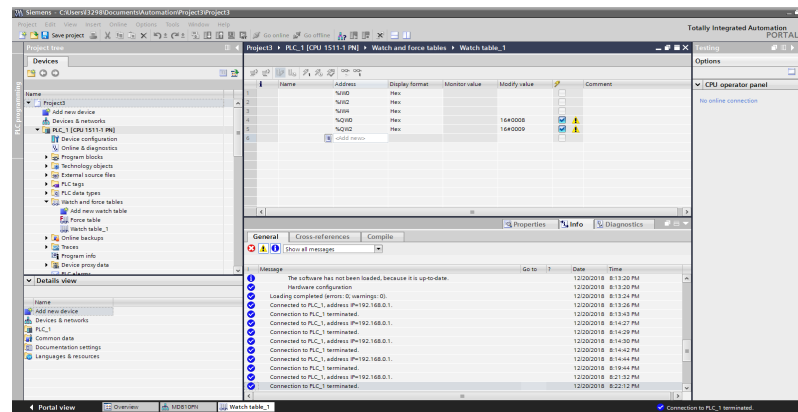 Siemens - C:\Users\13298\Documents\Automation\Project3\Project3
Project Edit View Insert Online Options Tools Window Help
Totally Integrated Automation
PORTAL
Save project
Go online
Go offline
Project tree
Project3 ▸ PLC_1 [CPU 1511-1 PN] ▸ Watch and force tables ▸ Watch table_1
Testing
Devices
Options
CPU operator panel
No online connection
PLC programming
Name
Project3
Add new device
Devices & networks
PLC_1 [CPU 1511-1 PN]
Device configuration
Online & diagnostics
Program blocks
Technology objects
External source files
PLC tags
PLC data types
Watch and force tables
Add new watch table
Force table
Watch table_1
Online backups
Traces
Program info
Device proxy data
PLC alarms
i Name Address Display format Monitor value Modify value Comment
1 %IW0 Hex
2 %IW2 Hex
3 %IW4 Hex
4 %QW0 Hex 16#0008
5 %QW2 Hex 16#0009
6 <Add new>
Properties
Info
Diagnostics
General Cross-references Compile
Show all messages
! Message Go to ? Date Time
The software has not been loaded, because it is up-to-date. 12/20/2018 8:13:20 PM
Hardware configuration 12/20/2018 8:13:20 PM
Loading completed (errors: 0; warnings: 0). 12/20/2018 8:13:24 PM
Connected to PLC_1, address IP=192.168.0.1. 12/20/2018 8:13:26 PM
Connection to PLC_1 terminated. 12/20/2018 8:13:43 PM
Connected to PLC_1, address IP=192.168.0.1. 12/20/2018 8:14:27 PM
Connection to PLC_1 terminated. 12/20/2018 8:14:29 PM
Connected to PLC_1, address IP=192.168.0.1. 12/20/2018 8:14:30 PM
Connection to PLC_1 terminated. 12/20/2018 8:14:42 PM
Connected to PLC_1, address IP=192.168.0.1. 12/20/2018 8:14:44 PM
Connection to PLC_1 terminated. 12/20/2018 8:19:44 PM
Connected to PLC_1, address IP=192.168.0.1. 12/20/2018 8:21:32 PM
Connection to PLC_1 terminated. 12/20/2018 8:22:12 PM
Details view
Name
Add new device
Devices & networks
PLC_1
Common data
Documentation settings
Languages & resources
Portal view
Overview
MD810PN
Watch table_1
Connection to PLC_1 terminated.